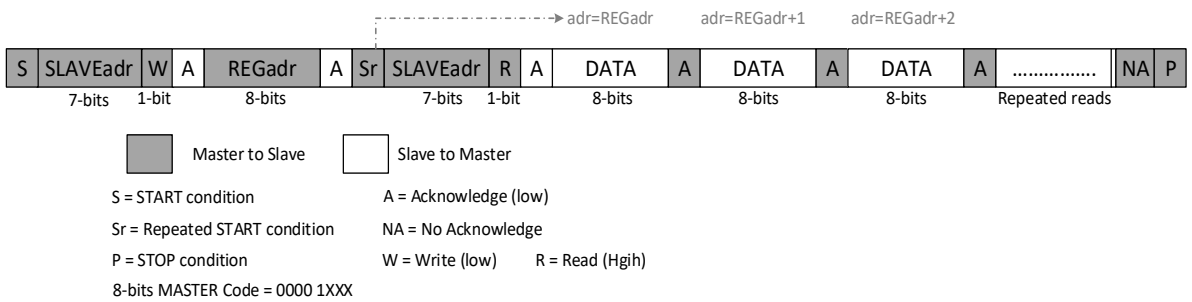 adr=REGadr adr=REGadr+1 adr=REGadr+2
S SLAVEadr W A REGadr A Sr SLAVEadr R A DATA A DATA A DATA A ............... NA P
7-bits 1-bit 8-bits 7-bits 1-bit 8-bits 8-bits 8-bits Repeated reads
Master to Slave Slave to Master
S = START condition A = Acknowledge (low)
Sr = Repeated START condition NA = No Acknowledge
P = STOP condition W = Write (low) R = Read (Hgih)
8-bits MASTER Code = 0000 1XXX